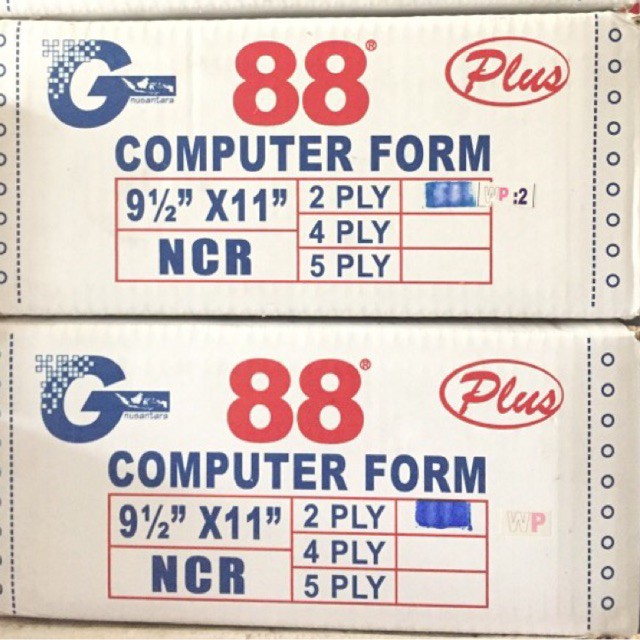 G nusantara
88®
Plus
COMPUTER FORM
9½” X11”
NCR
2 PLY WP :2
4 PLY
5 PLY
G nusantara
88®
Plus
COMPUTER FORM
9½” X11”
NCR
2 PLY WP
4 PLY
5 PLY